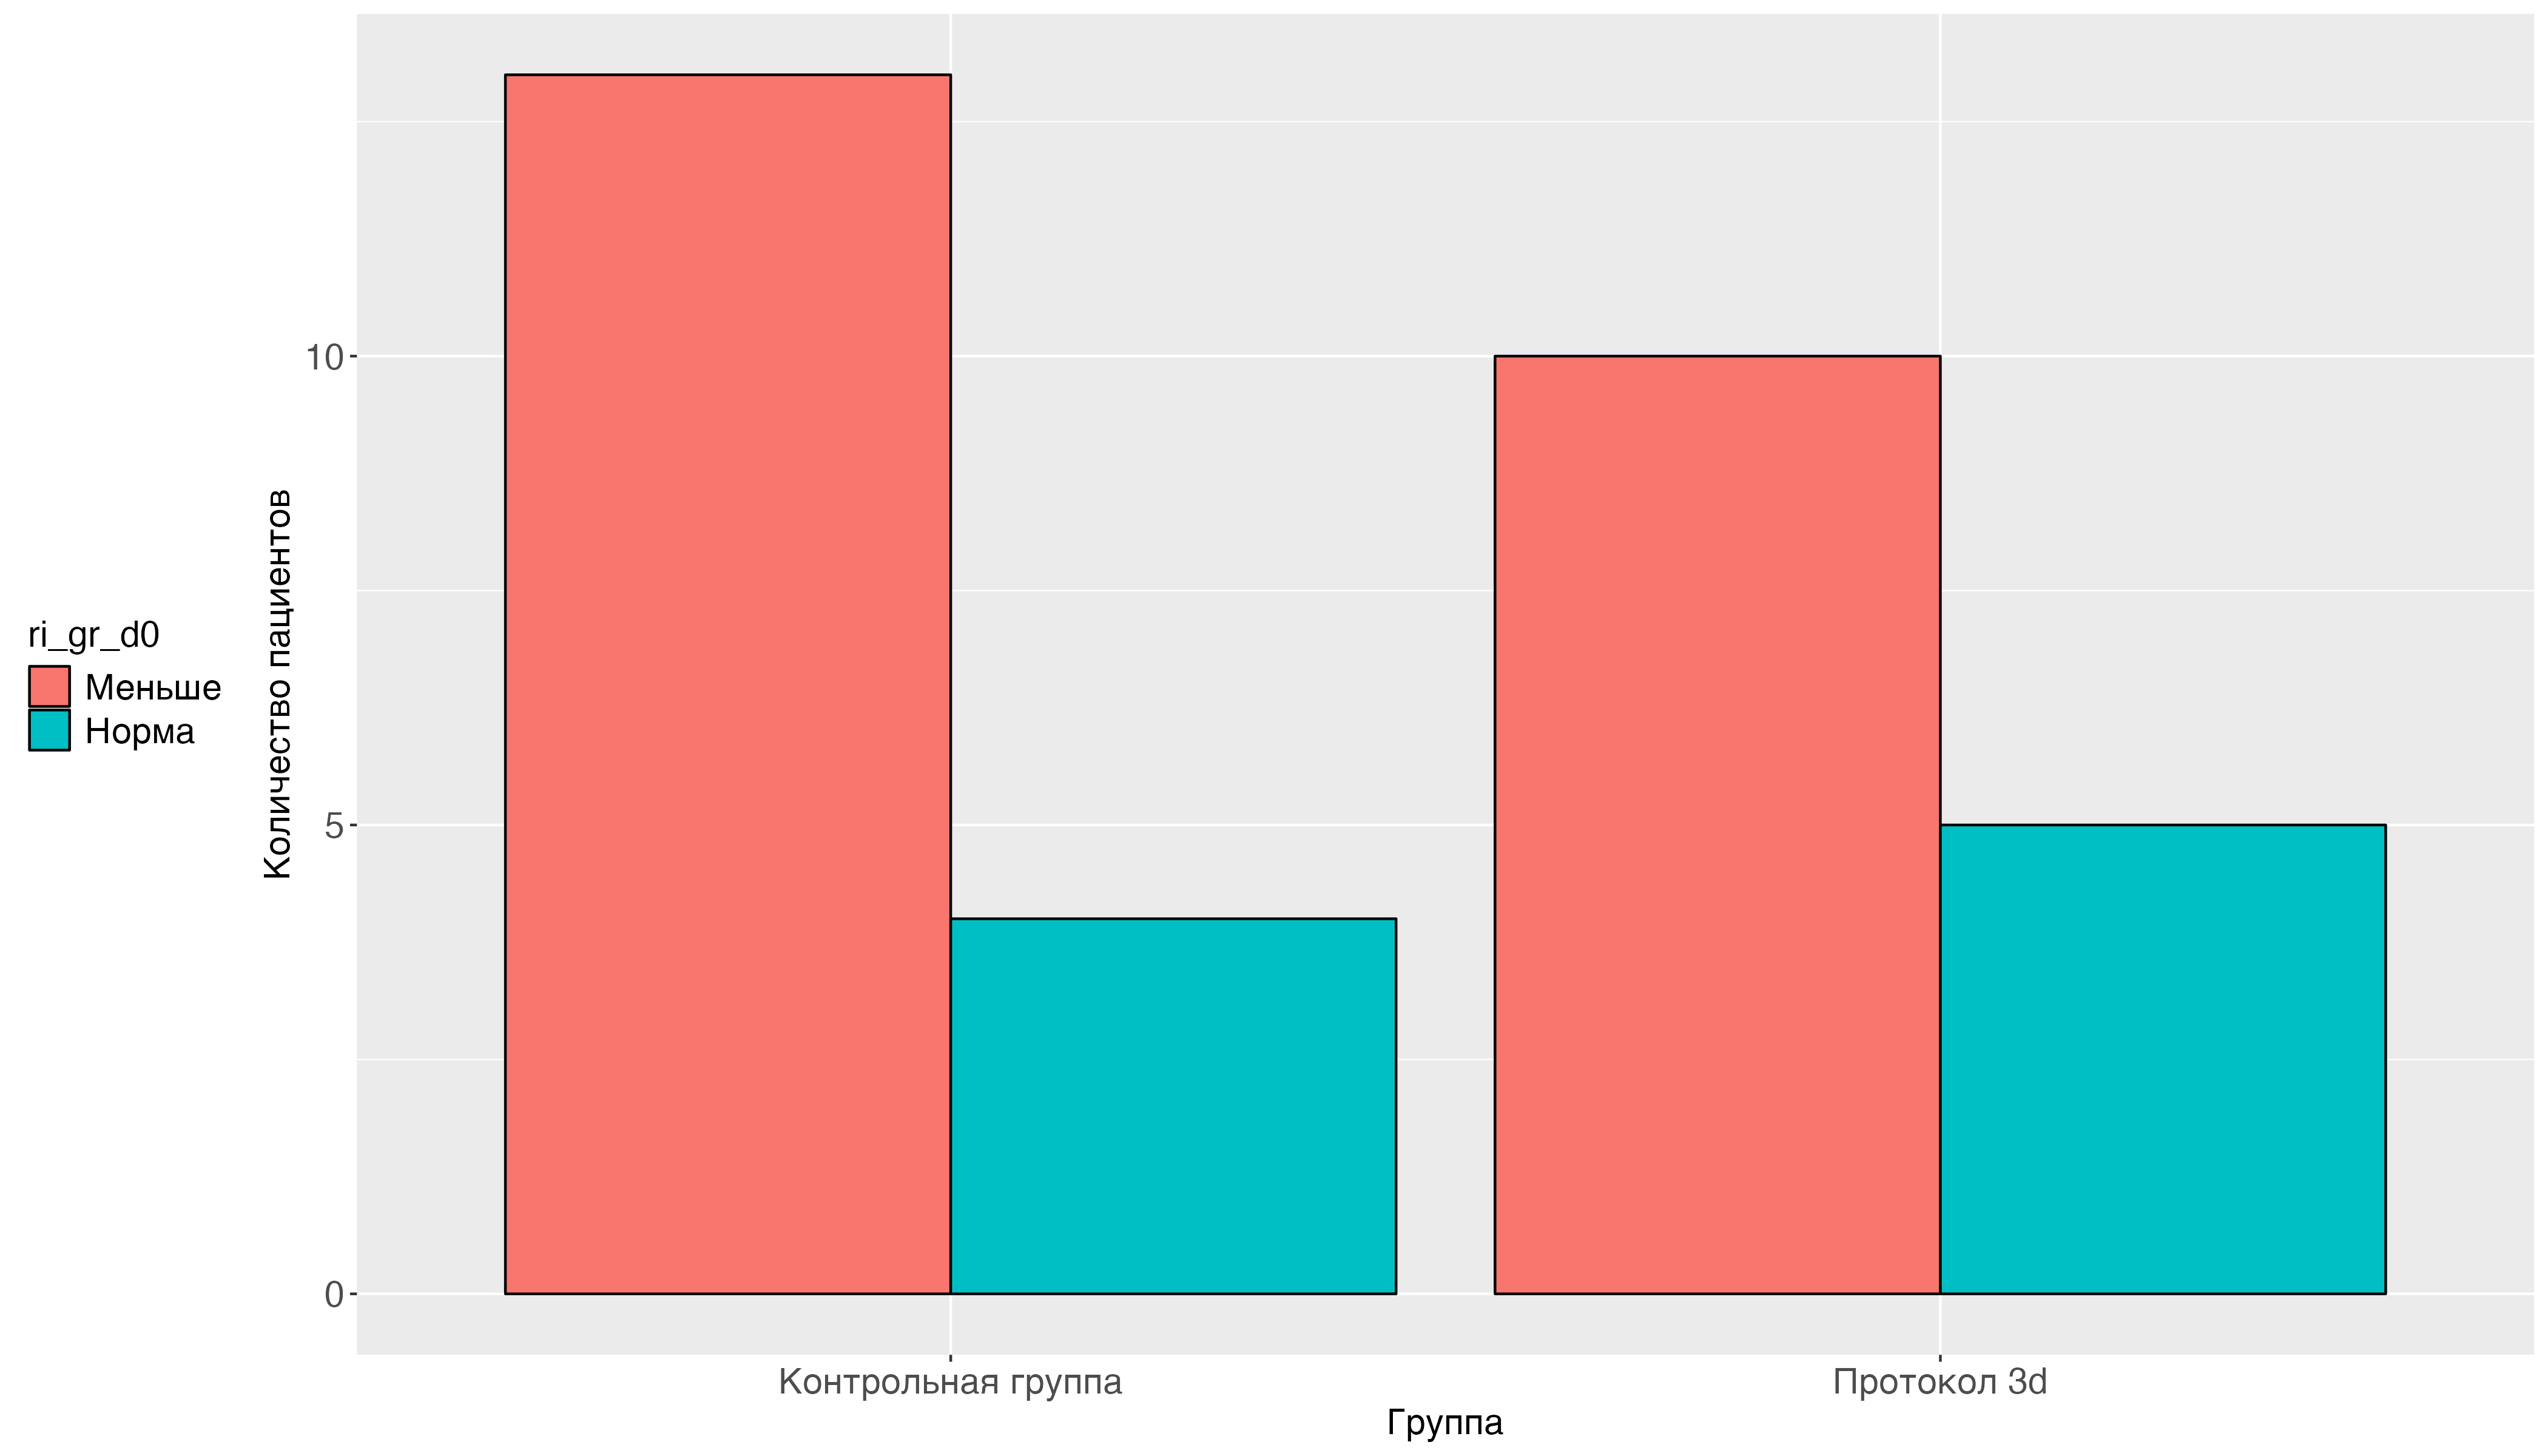 ri_gr_d0
Меньше
Норма
Количество пациентов
10
5
0
Контрольная группа
Протокол 3d
Группа